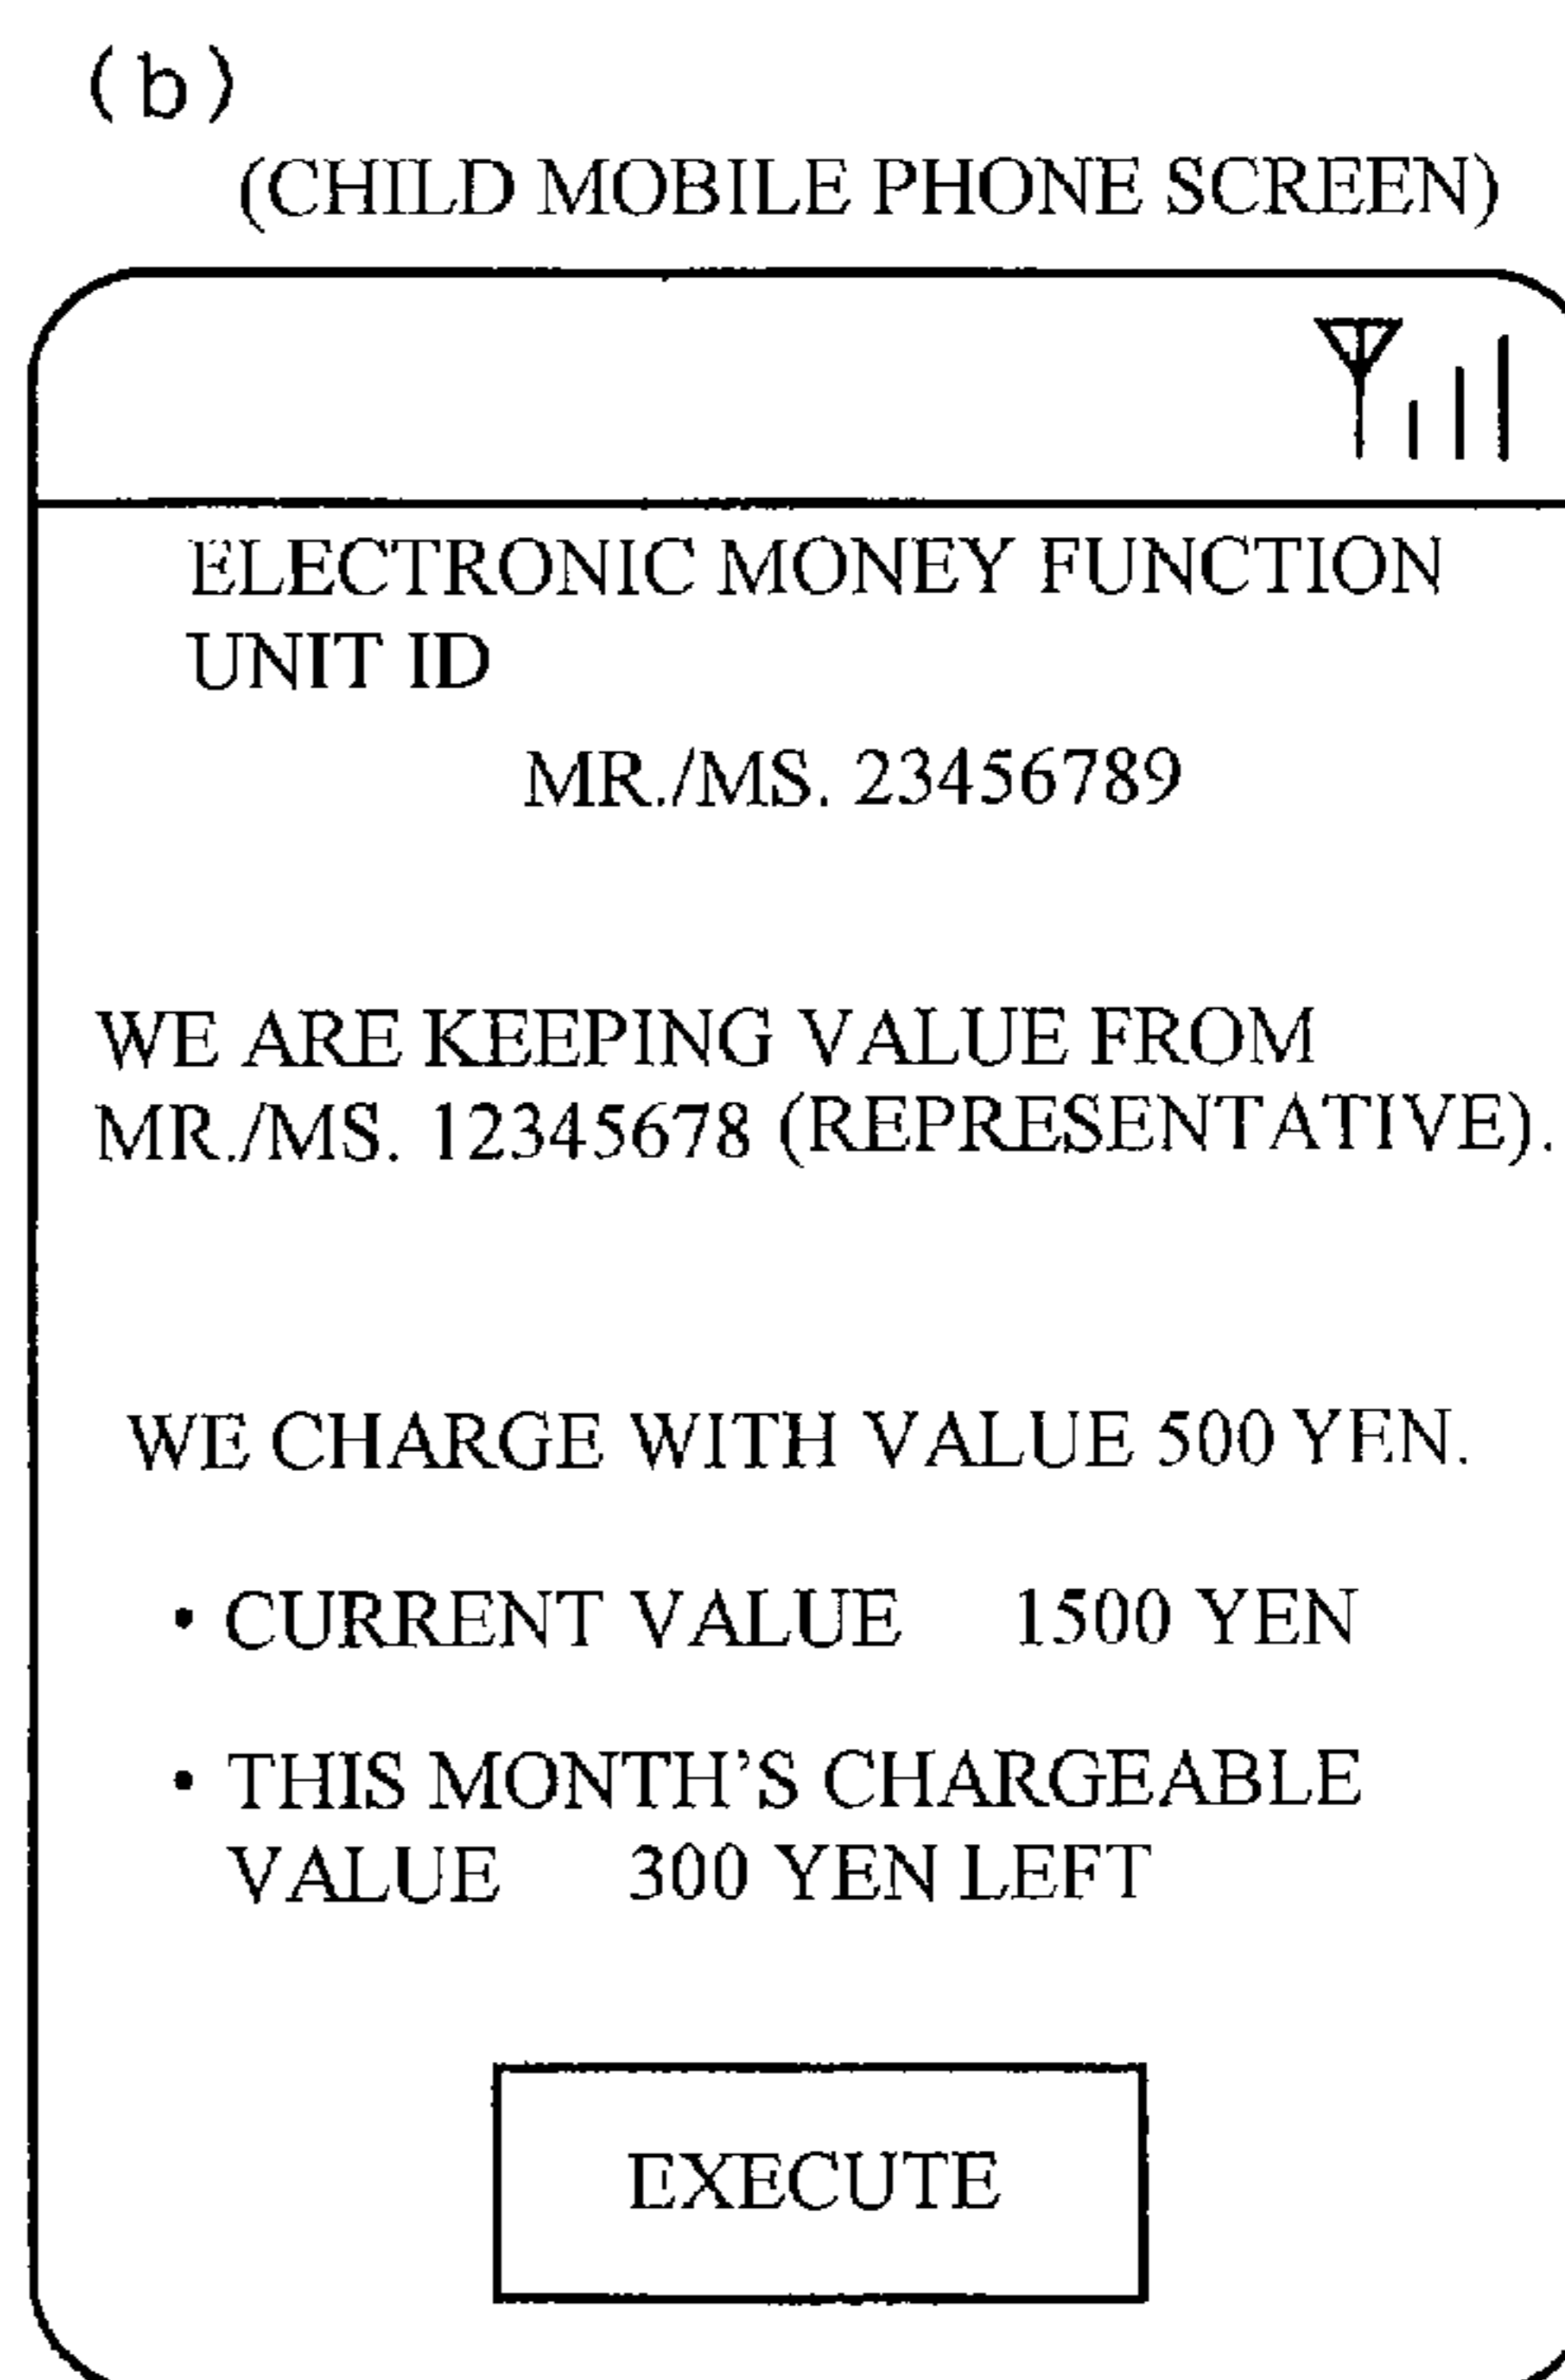 (b)
(CHILD MOBILE PHONE SCREEN)
ELECTRONIC MONEY FUNCTION
UNIT ID
MR./MS. 23456789
WE ARE KEEPING VALUE FROM
MR./MS. 12345678 (REPRESENTATIVE).
WE CHARGE WITH VALUE 500 YEN.
• CURRENT VALUE 1500 YEN
• THIS MONTH'S CHARGEABLE
VALUE 300 YEN LEFT
EXECUTE